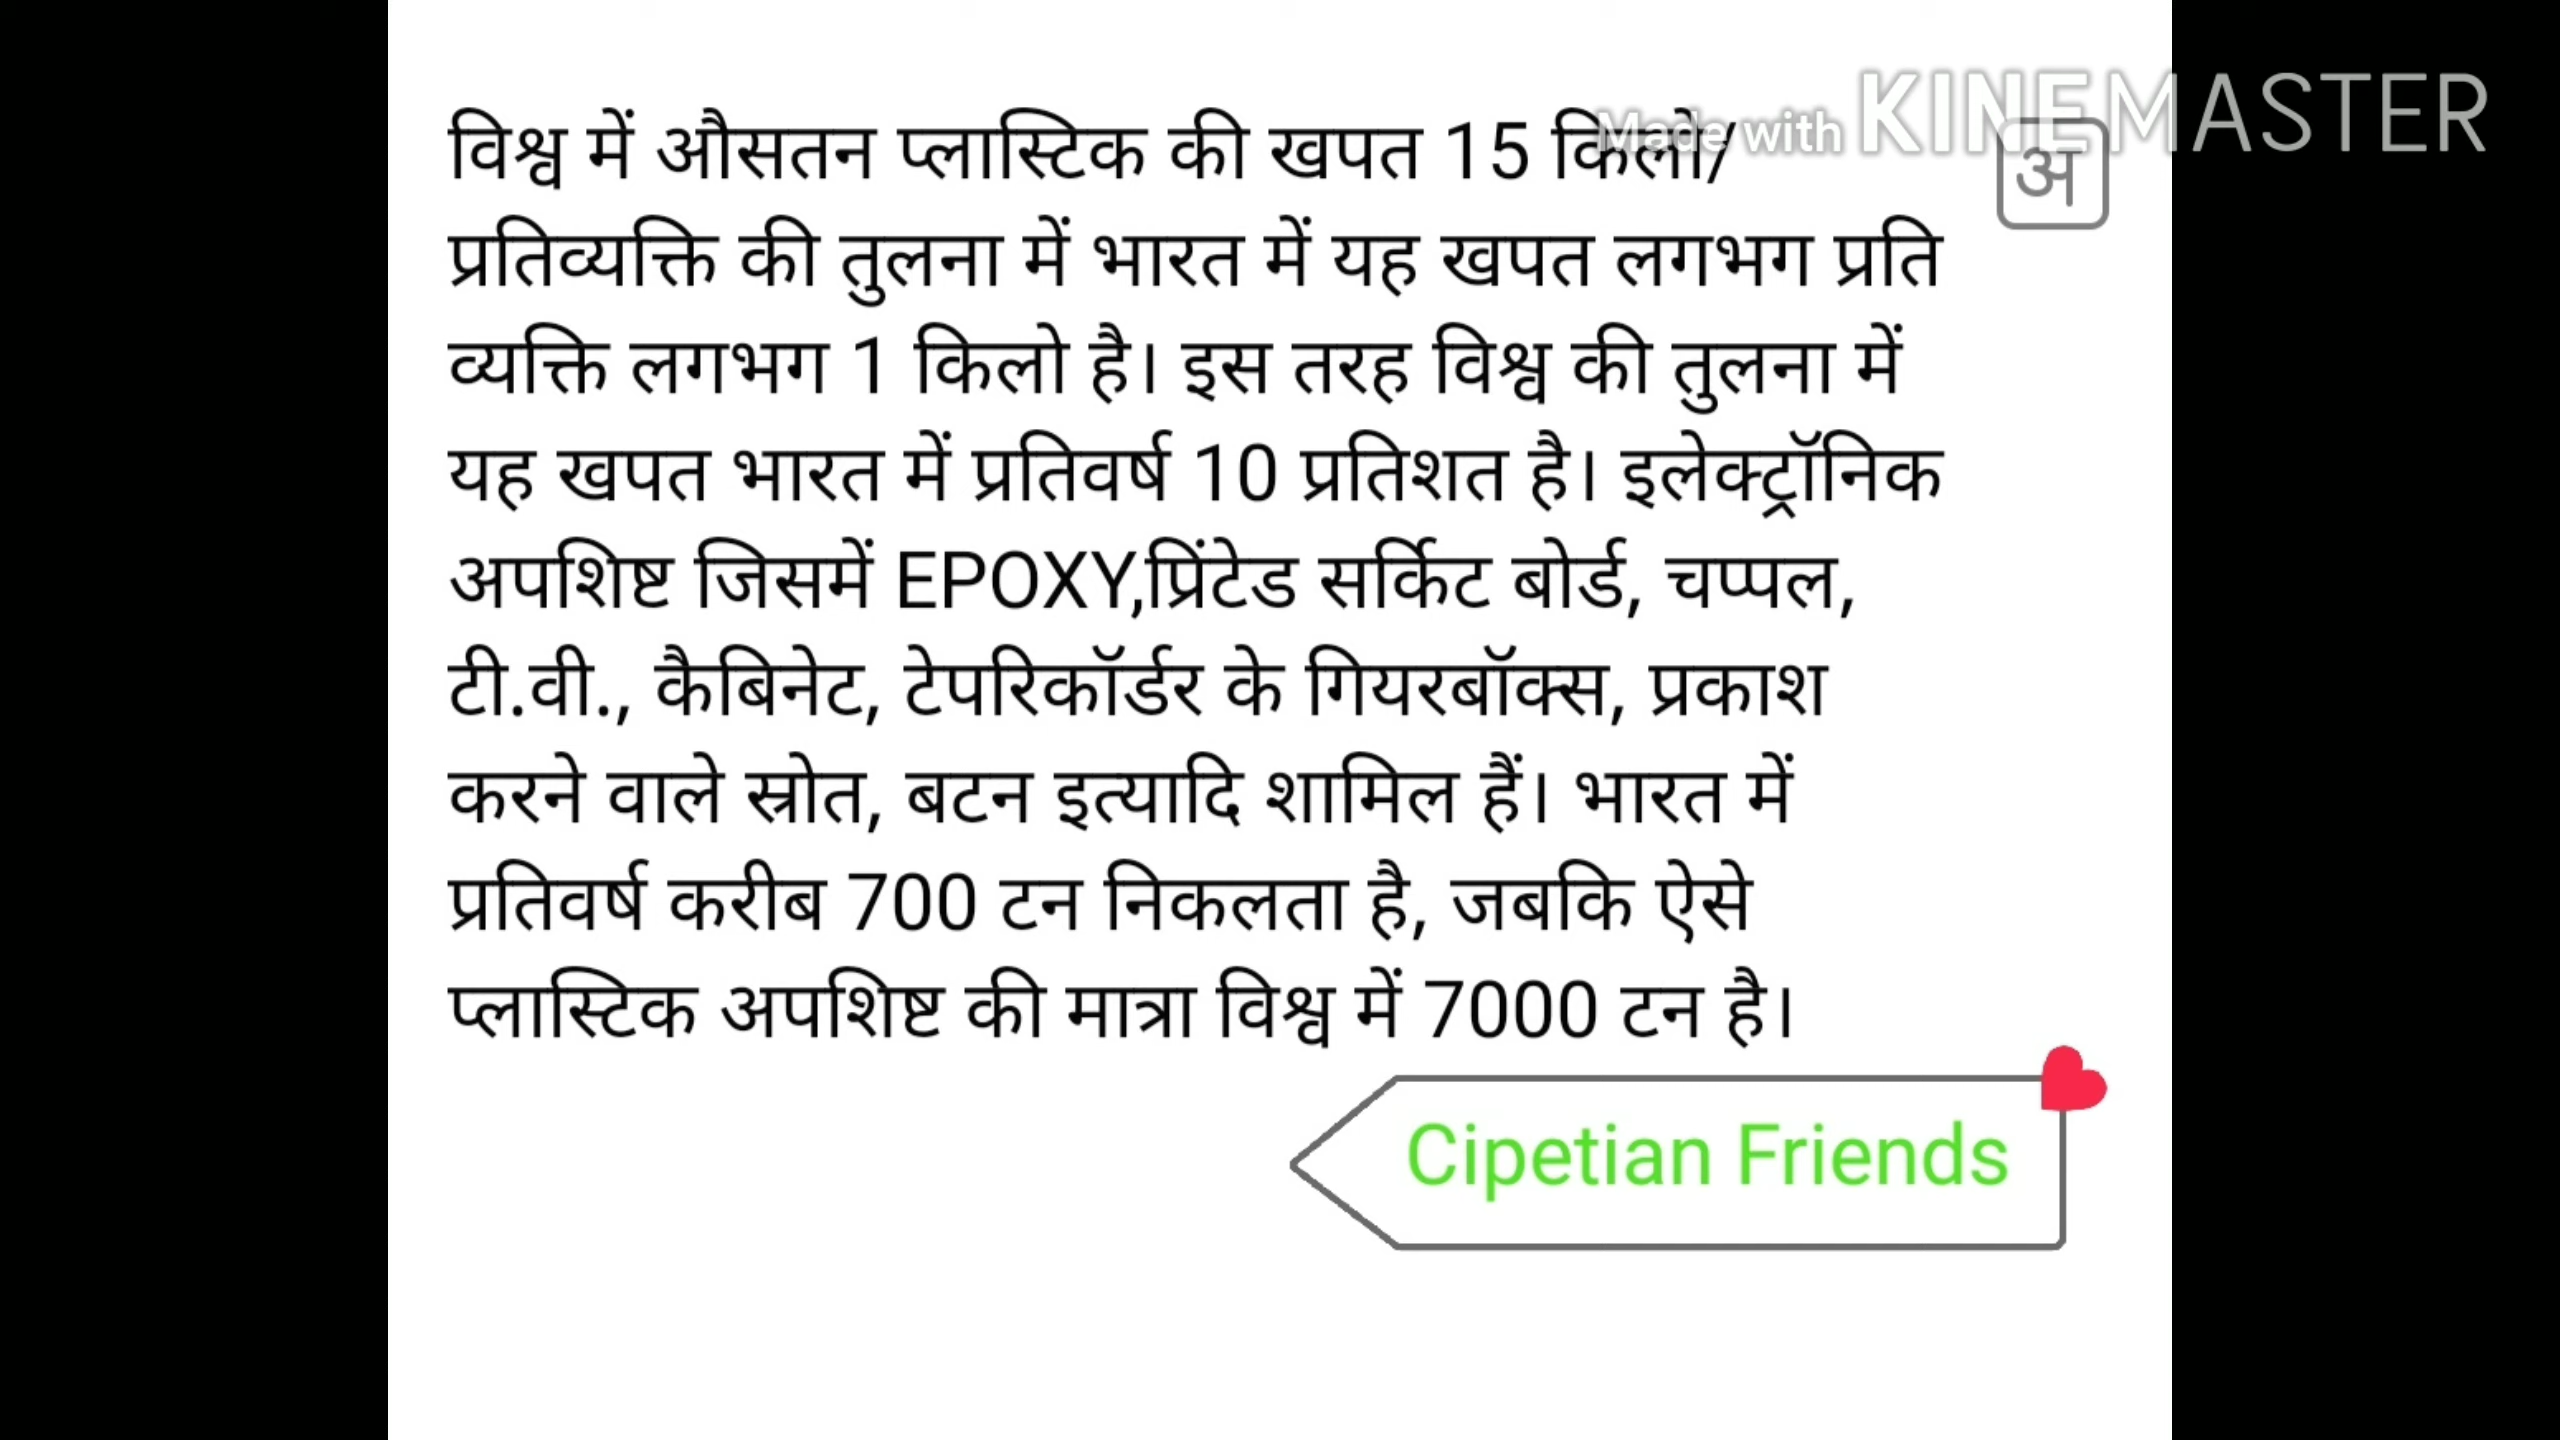 विश्व में औसतन प्लास्टिक की खपत 15 किलो/
Made with KINEMASTER
अ
प्रतिव्यक्ति की तुलना में भारत में यह खपत लगभग प्रति
व्यक्ति लगभग 1 किलो है। इस तरह विश्व की तुलना में
यह खपत भारत में प्रतिवर्ष 10 प्रतिशत है। इलेक्ट्रॉनिक
अपशिष्ट जिसमें EPOXY,प्रिंटेड सर्किट बोर्ड, चप्पल,
टी.वी., कैबिनेट, टेपरिकॉर्डर के गियरबॉक्स, प्रकाश
करने वाले स्रोत, बटन इत्यादि शामिल हैं। भारत में
प्रतिवर्ष करीब 700 टन निकलता है, जबकि ऐसे
प्लास्टिक अपशिष्ट की मात्रा विश्व में 7000 टन है।
Cipetian Friends